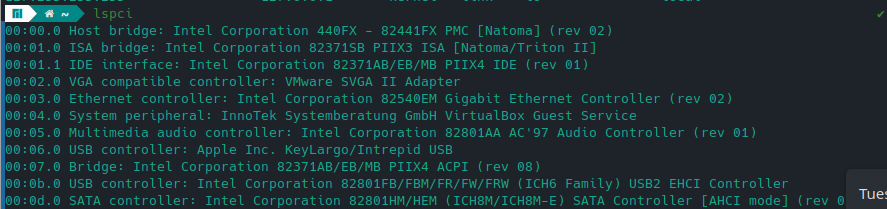 ~ lspci ✔
00:00.0 Host bridge: Intel Corporation 440FX - 82441FX PMC [Natoma] (rev 02)
00:01.0 ISA bridge: Intel Corporation 82371SB PIIX3 ISA [Natoma/Triton II]
00:01.1 IDE interface: Intel Corporation 82371AB/EB/MB PIIX4 IDE (rev 01)
00:02.0 VGA compatible controller: VMware SVGA II Adapter
00:03.0 Ethernet controller: Intel Corporation 82540EM Gigabit Ethernet Controller (rev 02)
00:04.0 System peripheral: InnoTek Systemberatung GmbH VirtualBox Guest Service
00:05.0 Multimedia audio controller: Intel Corporation 82801AA AC'97 Audio Controller (rev 01)
00:06.0 USB controller: Apple Inc. KeyLargo/Intrepid USB
00:07.0 Bridge: Intel Corporation 82371AB/EB/MB PIIX4 ACPI (rev 08)
00:0b.0 USB controller: Intel Corporation 82801FB/FBM/FR/FW/FRW (ICH6 Family) USB2 EHCI Controller
00:0d.0 SATA controller: Intel Corporation 82801HM/HEM (ICH8M/ICH8M-E) SATA Controller [AHCI mode] (rev 0
Tues